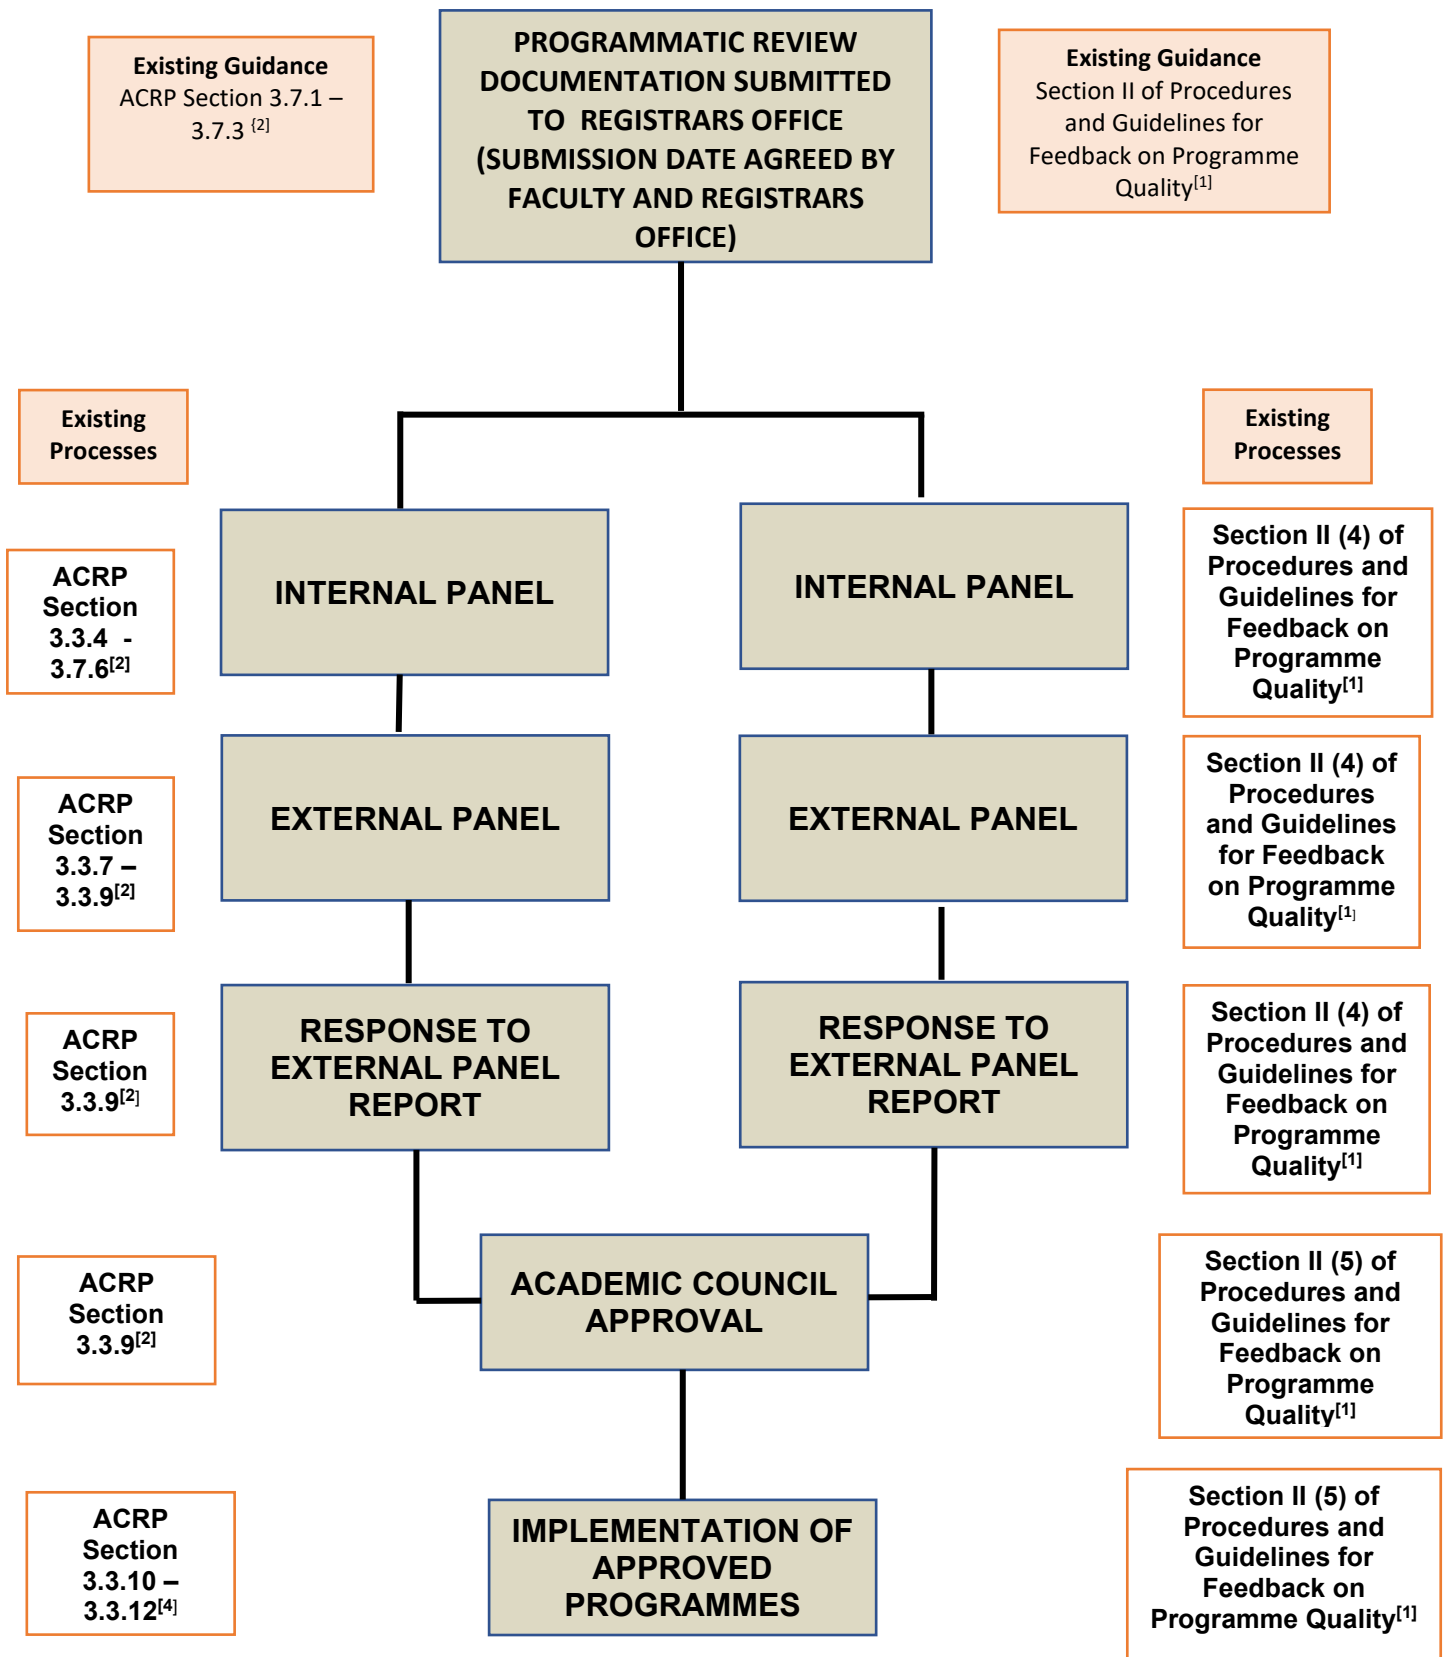 Existing Guidance
ACRP Section 3.7.1 –
3.7.3 {2]
PROGRAMMATIC REVIEW
DOCUMENTATION SUBMITTED
TO REGISTRARS OFFICE
(SUBMISSION DATE AGREED BY
FACULTY AND REGISTRARS
OFFICE)
Existing Guidance
Section II of Procedures
and Guidelines for
Feedback on Programme
Quality[1]
Existing
Processes
Existing
Processes
ACRP
Section
3.3.4 -
3.7.6[2]
INTERNAL PANEL
INTERNAL PANEL
Section II (4) of
Procedures and
Guidelines for
Feedback on
Programme
Quality[1]
ACRP
Section
3.3.7 –
3.3.9[2]
EXTERNAL PANEL
EXTERNAL PANEL
Section II (4) of
Procedures
and Guidelines
for Feedback
on Programme
Quality[1]
ACRP
Section
3.3.9[2]
RESPONSE TO
EXTERNAL PANEL
REPORT
RESPONSE TO
EXTERNAL PANEL
REPORT
Section II (4) of
Procedures and
Guidelines for
Feedback on
Programme
Quality[1]
ACRP
Section
3.3.9[2]
ACADEMIC COUNCIL
APPROVAL
Section II (5) of
Procedures and
Guidelines for
Feedback on
Programme
Quality[1]
ACRP
Section
3.3.10 –
3.3.12[4]
IMPLEMENTATION OF
APPROVED
PROGRAMMES
Section II (5) of
Procedures and
Guidelines for
Feedback on
Programme Quality[1]